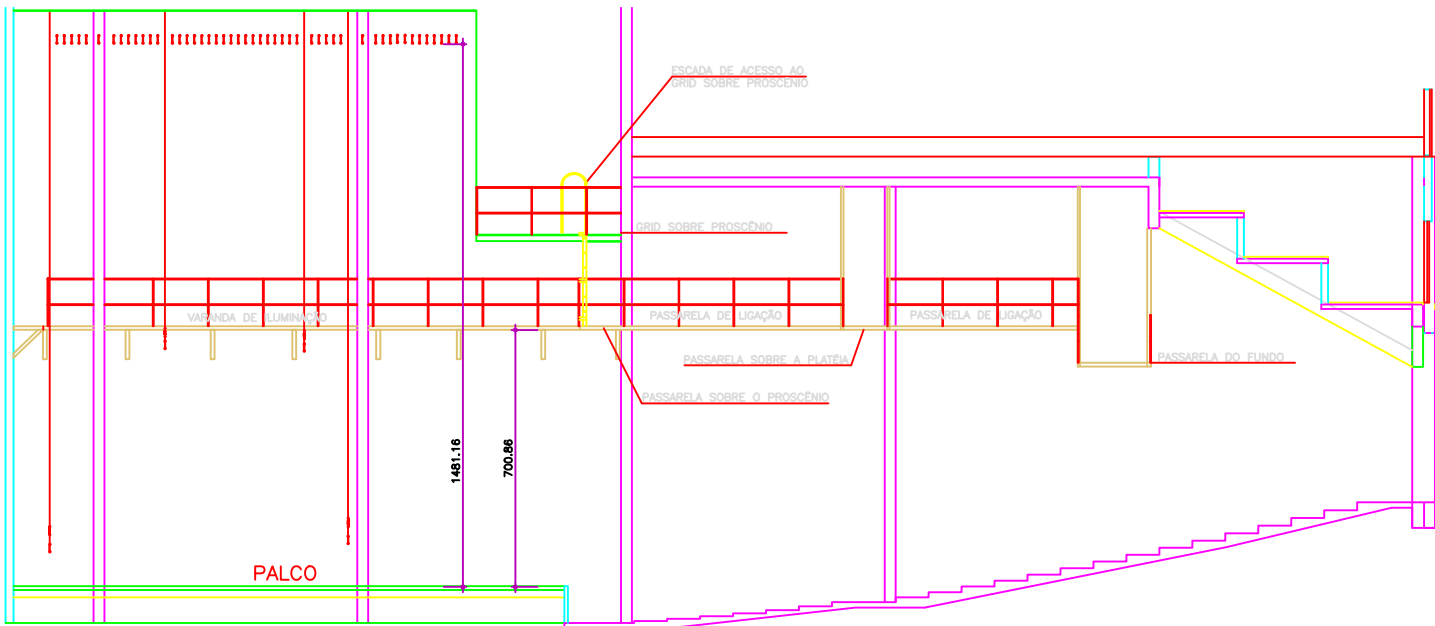 ESCADA DE ACESSO AO
GRID SOBRE PROSCENIO
GRID SOBRE PROSCÊNIO
VARANDA DE ILUMINAÇÃO
PASSARELA DE LIGAÇÃO
PASSARELA DE LIGAÇÃO
PASSARELA SOBRE A PLATÉIA
PASSARELA DO FUNDO
PASSARELA SOBRE O PROSCÊNIO
1481.16
700.86
PALCO